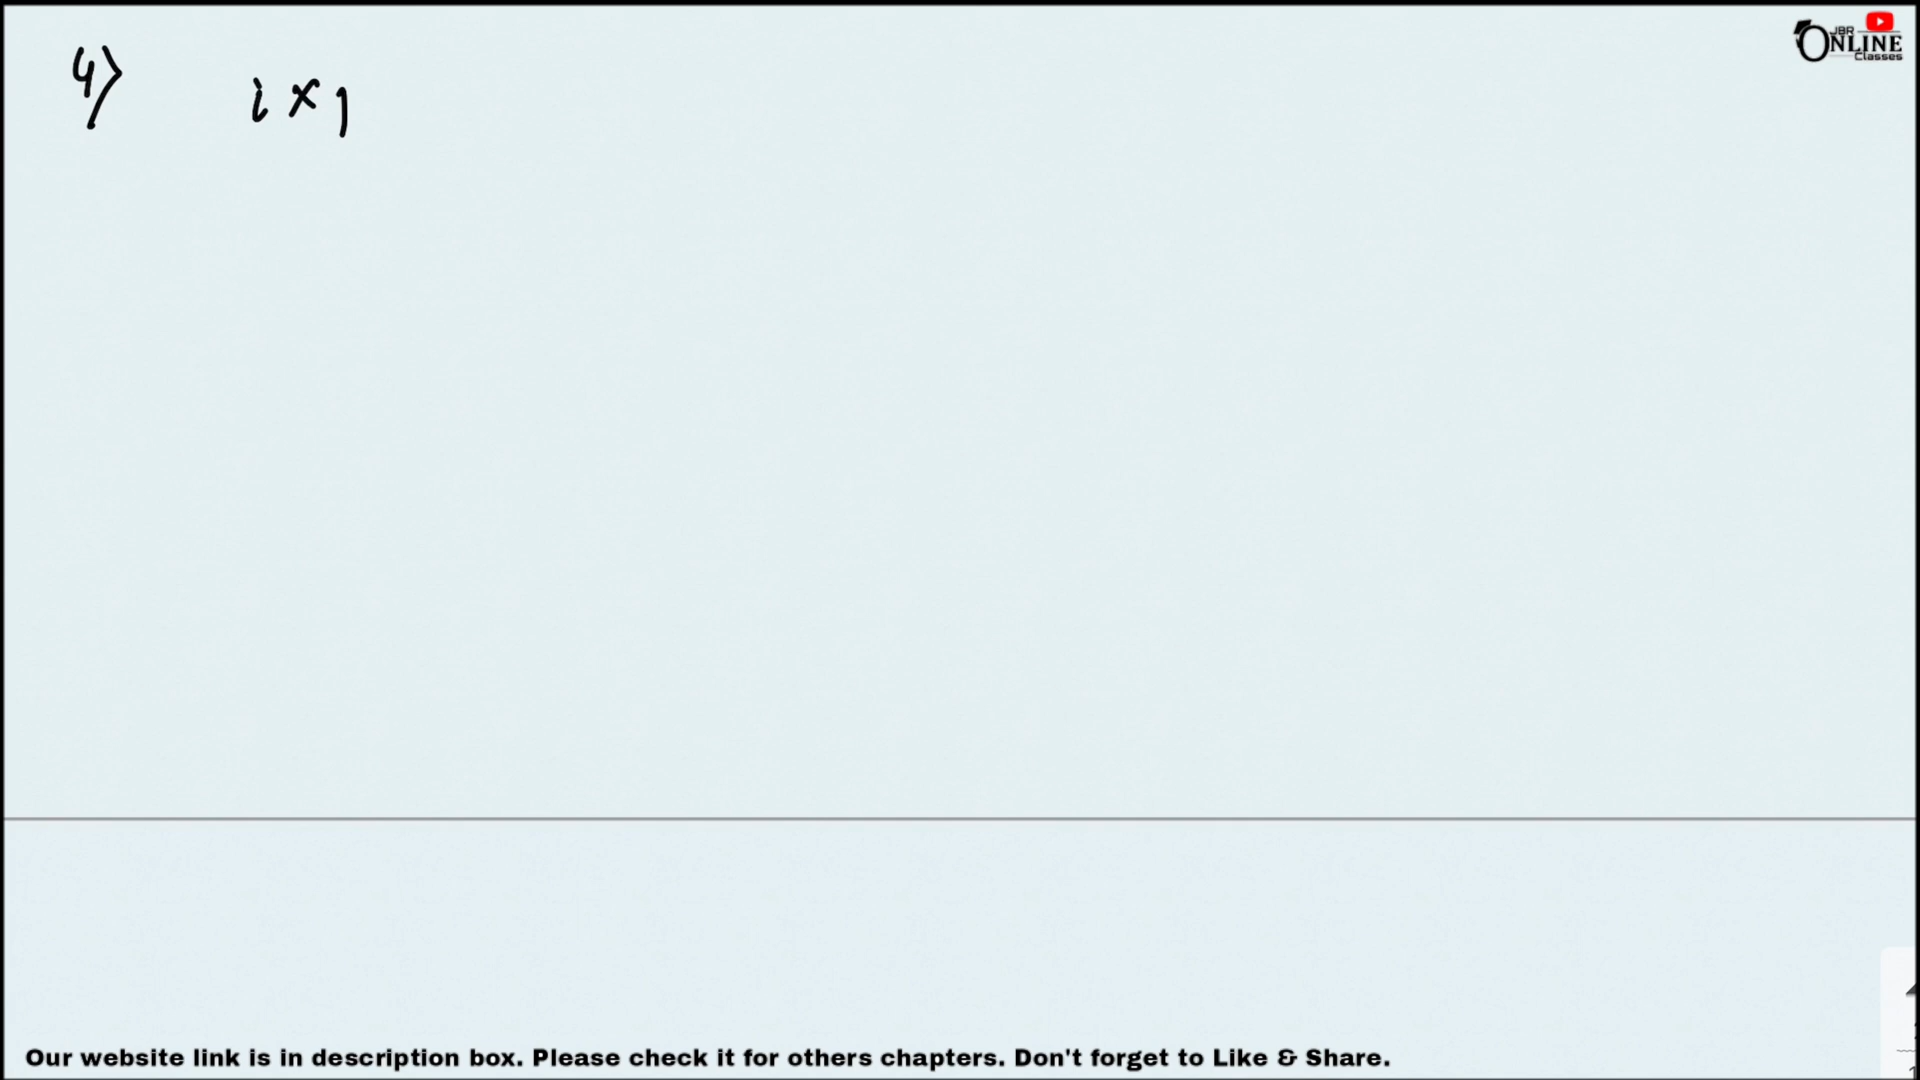 4)
i × 1
JBR
ONLINE
Classes
Our website link is in description box. Please check it for others chapters. Don't forget to Like & Share.